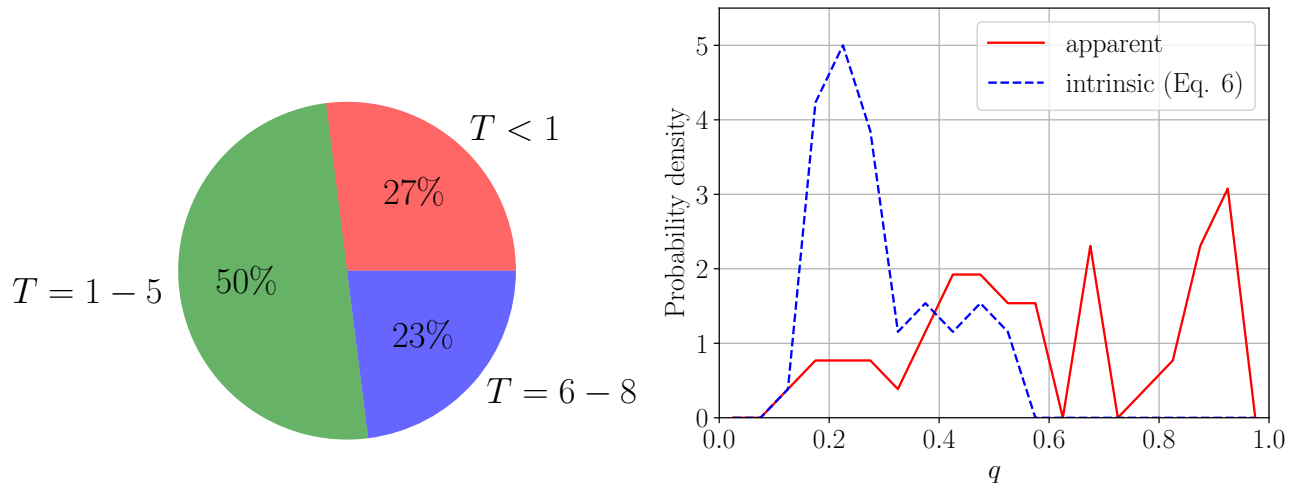 T < 1
27%
T = 1 − 5
50%
23%
T = 6 − 8
Probability density
5
4
3
2
1
0
apparent
intrinsic (Eq. 6)
0.0 0.2 0.4 0.6 0.8 1.0
q